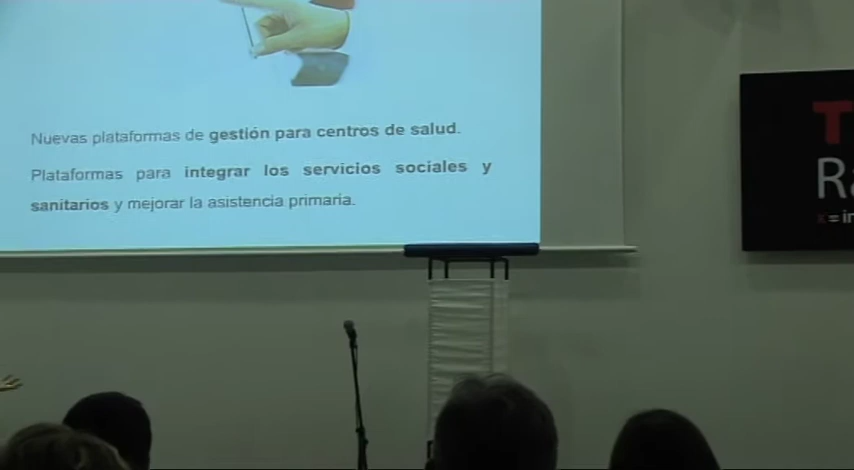 Nuevas plataformas de gestión para centros de salud.
Plataformas para integrar los servicios sociales y
sanitarios y mejorar la asistencia primaria.
T